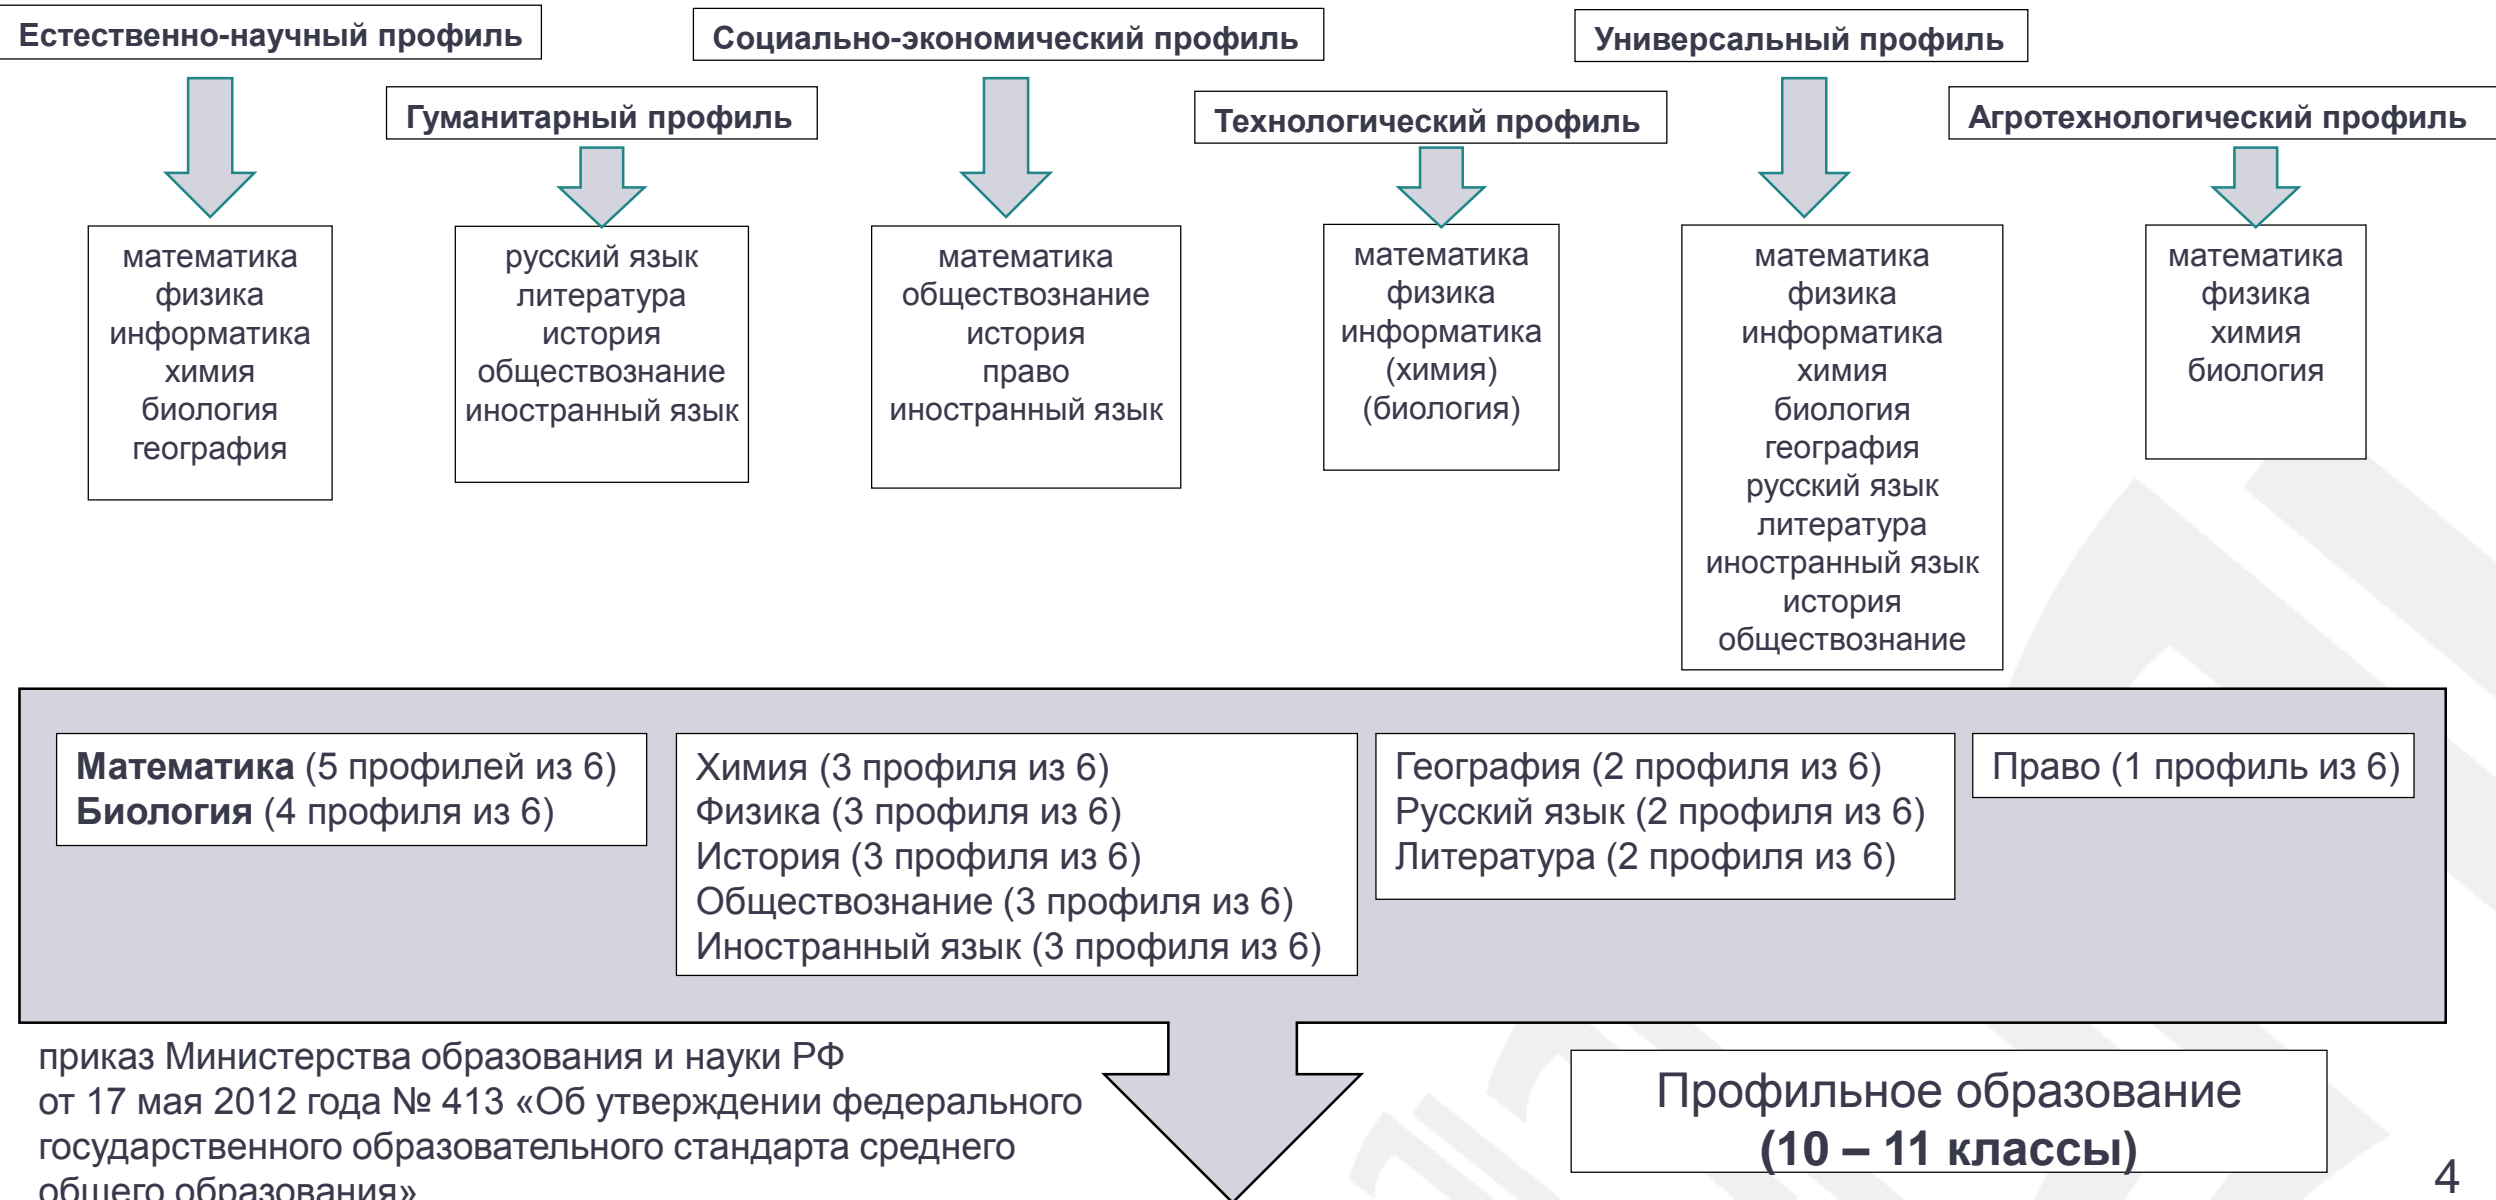 Естественно-научный профиль
Социально-экономический профиль
Универсальный профиль
Гуманитарный профиль
Технологический профиль
Агротехнологический профиль
математика
физика
информатика
химия
биология
география
русский язык
литература
история
обществознание
иностранный язык
математика
обществознание
история
право
иностранный язык
математика
физика
информатика
(химия)
(биология)
математика
физика
информатика
химия
биология
география
русский язык
литература
иностранный язык
история
обществознание
математика
физика
химия
биология
Математика (5 профилей из 6)
Биология (4 профиля из 6)
Химия (3 профиля из 6)
Физика (3 профиля из 6)
История (3 профиля из 6)
Обществознание (3 профиля из 6)
Иностранный язык (3 профиля из 6)
География (2 профиля из 6)
Русский язык (2 профиля из 6)
Литература (2 профиля из 6)
Право (1 профиль из 6)
приказ Министерства образования и науки РФ
от 17 мая 2012 года № 413 «Об утверждении федерального
государственного образовательного стандарта среднего
общего образования»
Профильное образование
(10 – 11 классы)
4